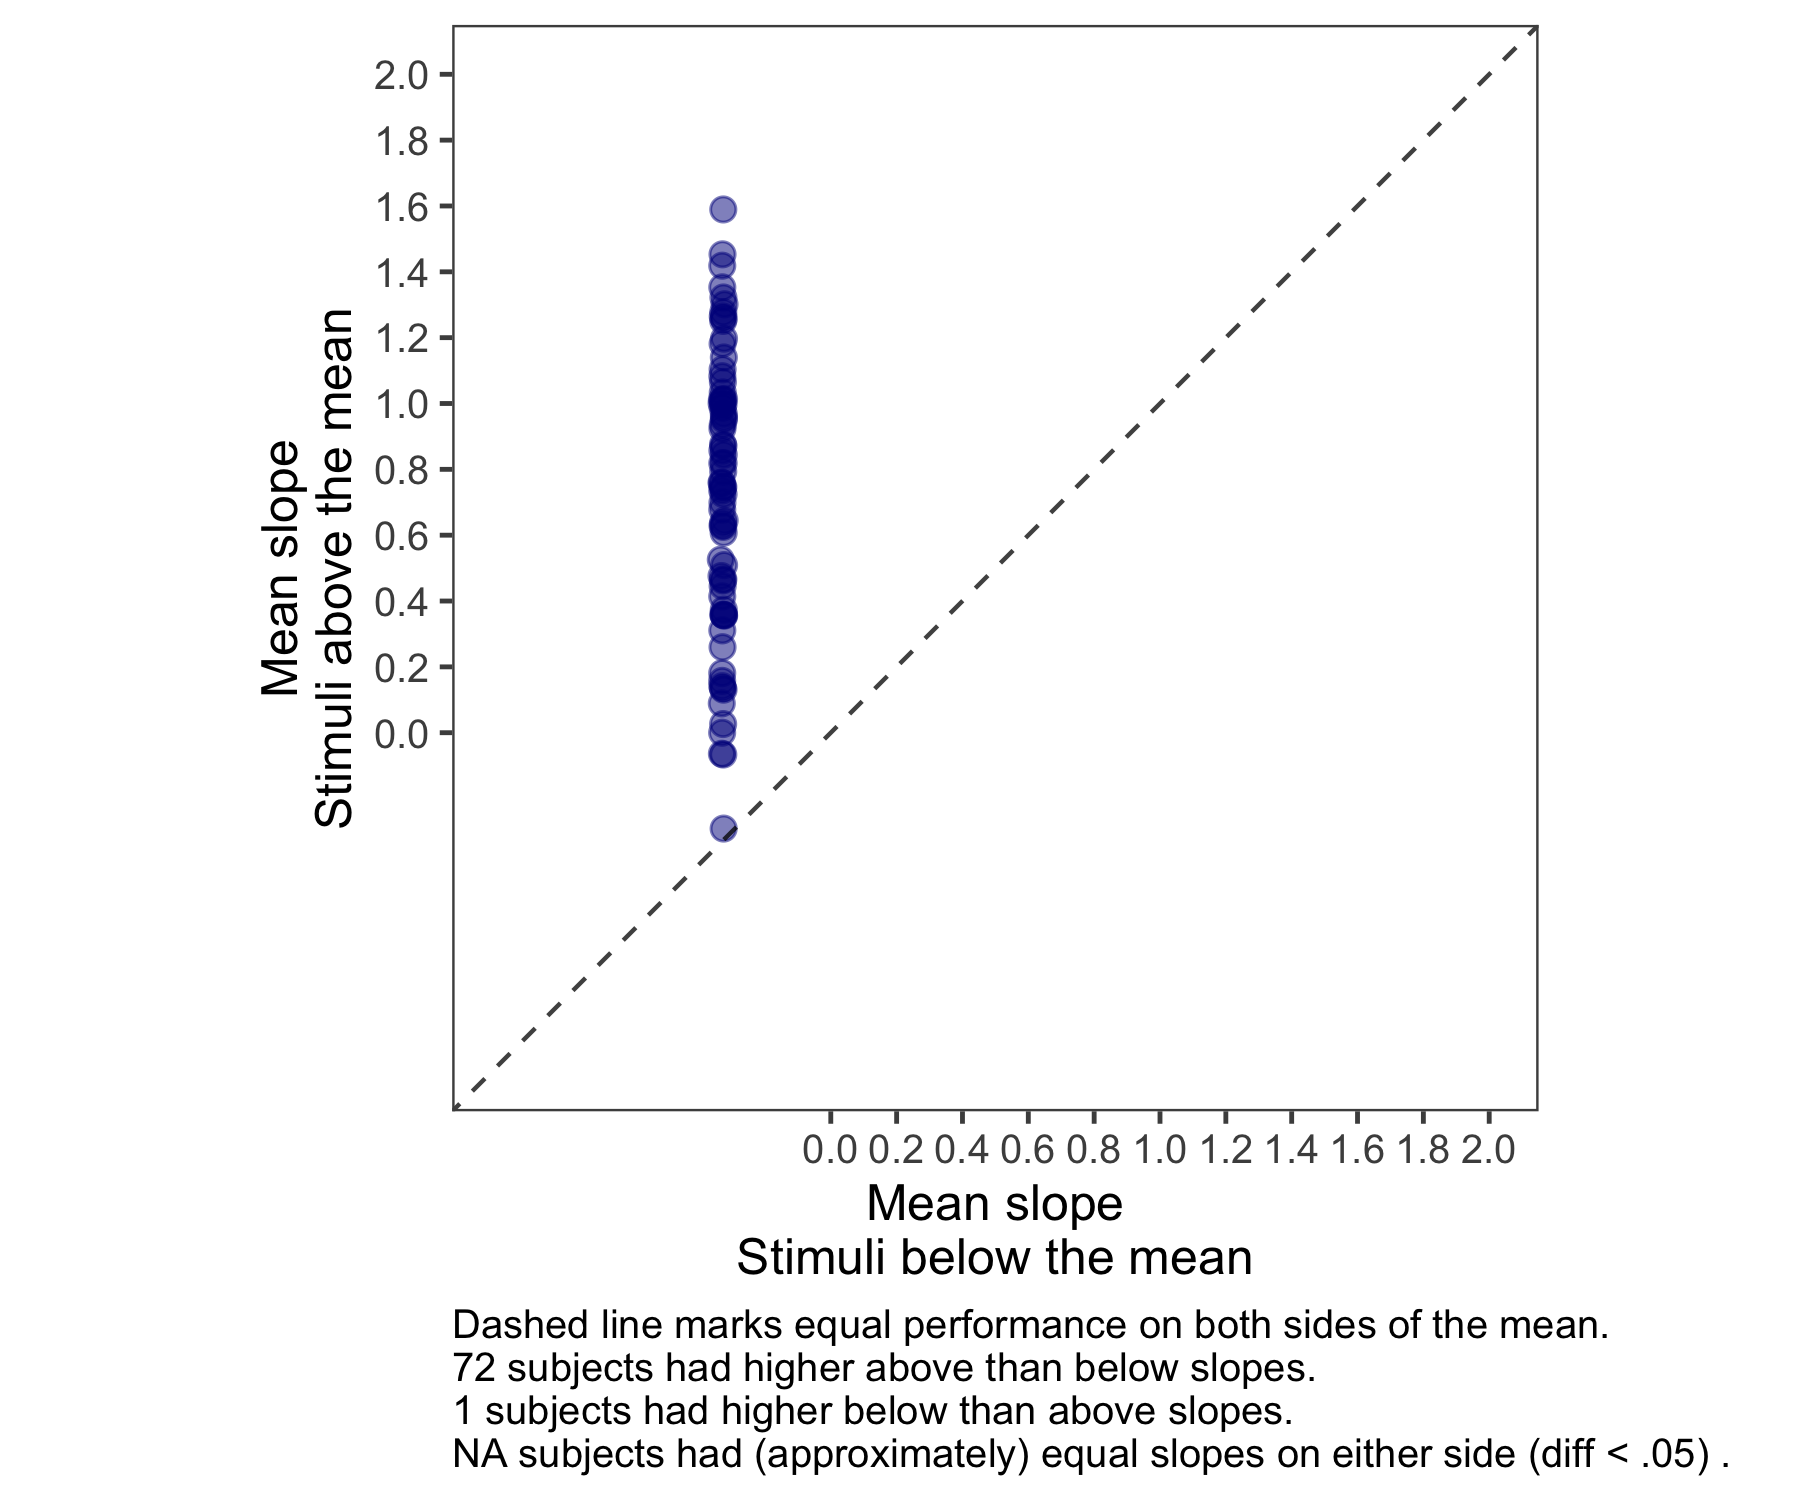 2.0
1.8
1.6
1.4
1.2
1.0
0.8
0.6
0.4
0.2
0.0
Mean slope
Stimuli above the mean
0.0 0.2 0.4 0.6 0.8 1.0 1.2 1.4 1.6 1.8 2.0
Mean slope
Stimuli below the mean
Dashed line marks equal performance on both sides of the mean.
72 subjects had higher above than below slopes.
1 subjects had higher below than above slopes.
NA subjects had (approximately) equal slopes on either side (diff < .05) .